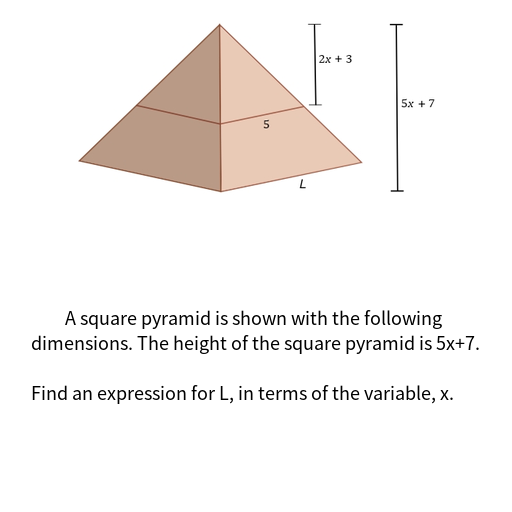 2x + 3
5x + 7
5
L
A square pyramid is shown with the following
dimensions. The height of the square pyramid is 5x+7.
Find an expression for L, in terms of the variable, x.